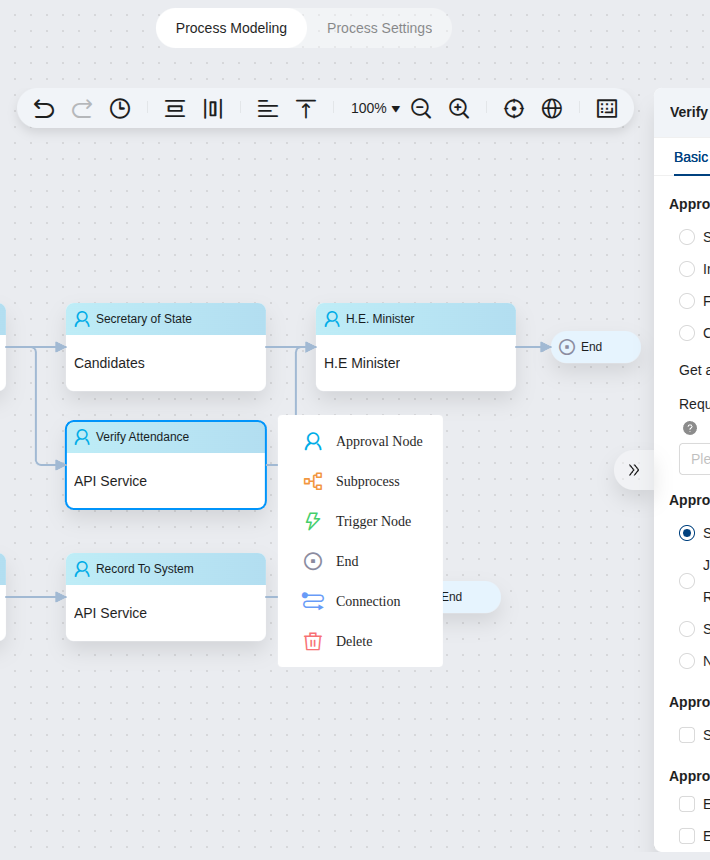 Process Modeling
Process Settings
100%
Verify
Basic
Secretary of State
Candidates
H.E. Minister
H.E Minister
End
Verify Attendance
API Service
Record To System
API Service
Approval Node
Subprocess
Trigger Node
End
Connection
Delete
End
Appro
S
In
F
C
Get a
Requ
?
Plea
Appro
S
J
R
S
N
Appro
S
Appro
E
E